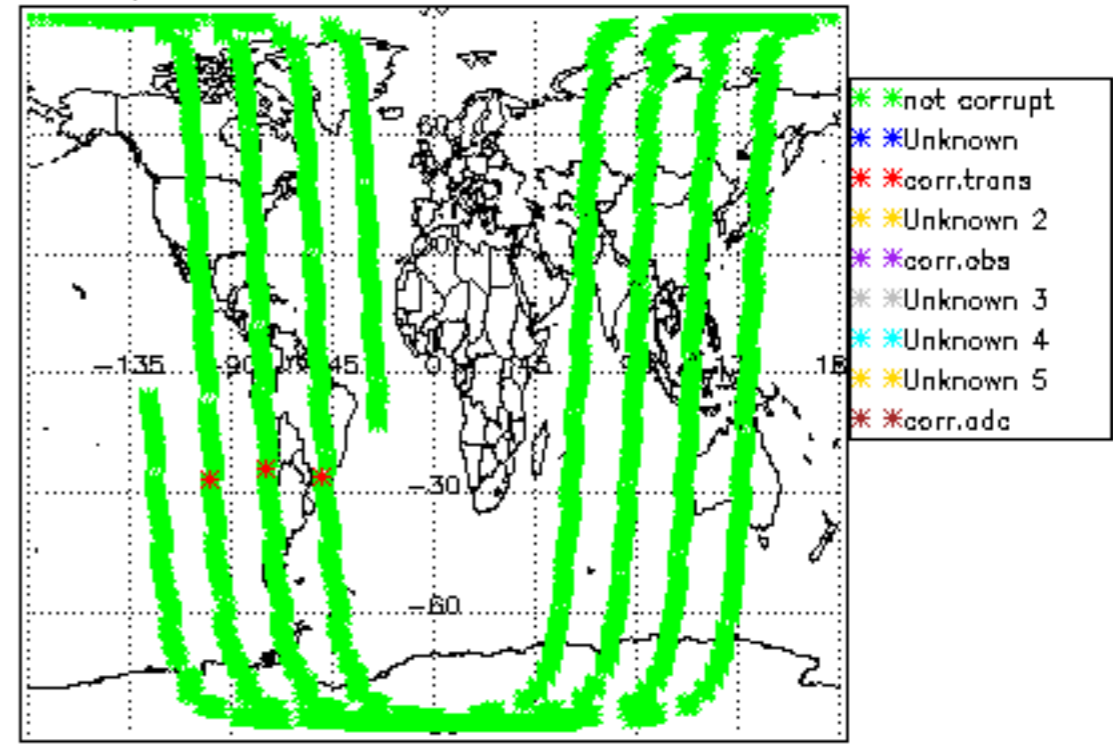 not corrupt
Unknown
corr.trans
Unknown 2
corr.obs
Unknown 3
Unknown 4
Unknown 5
corr.adc
60
-135 -90 -45 0 45
-30
-60